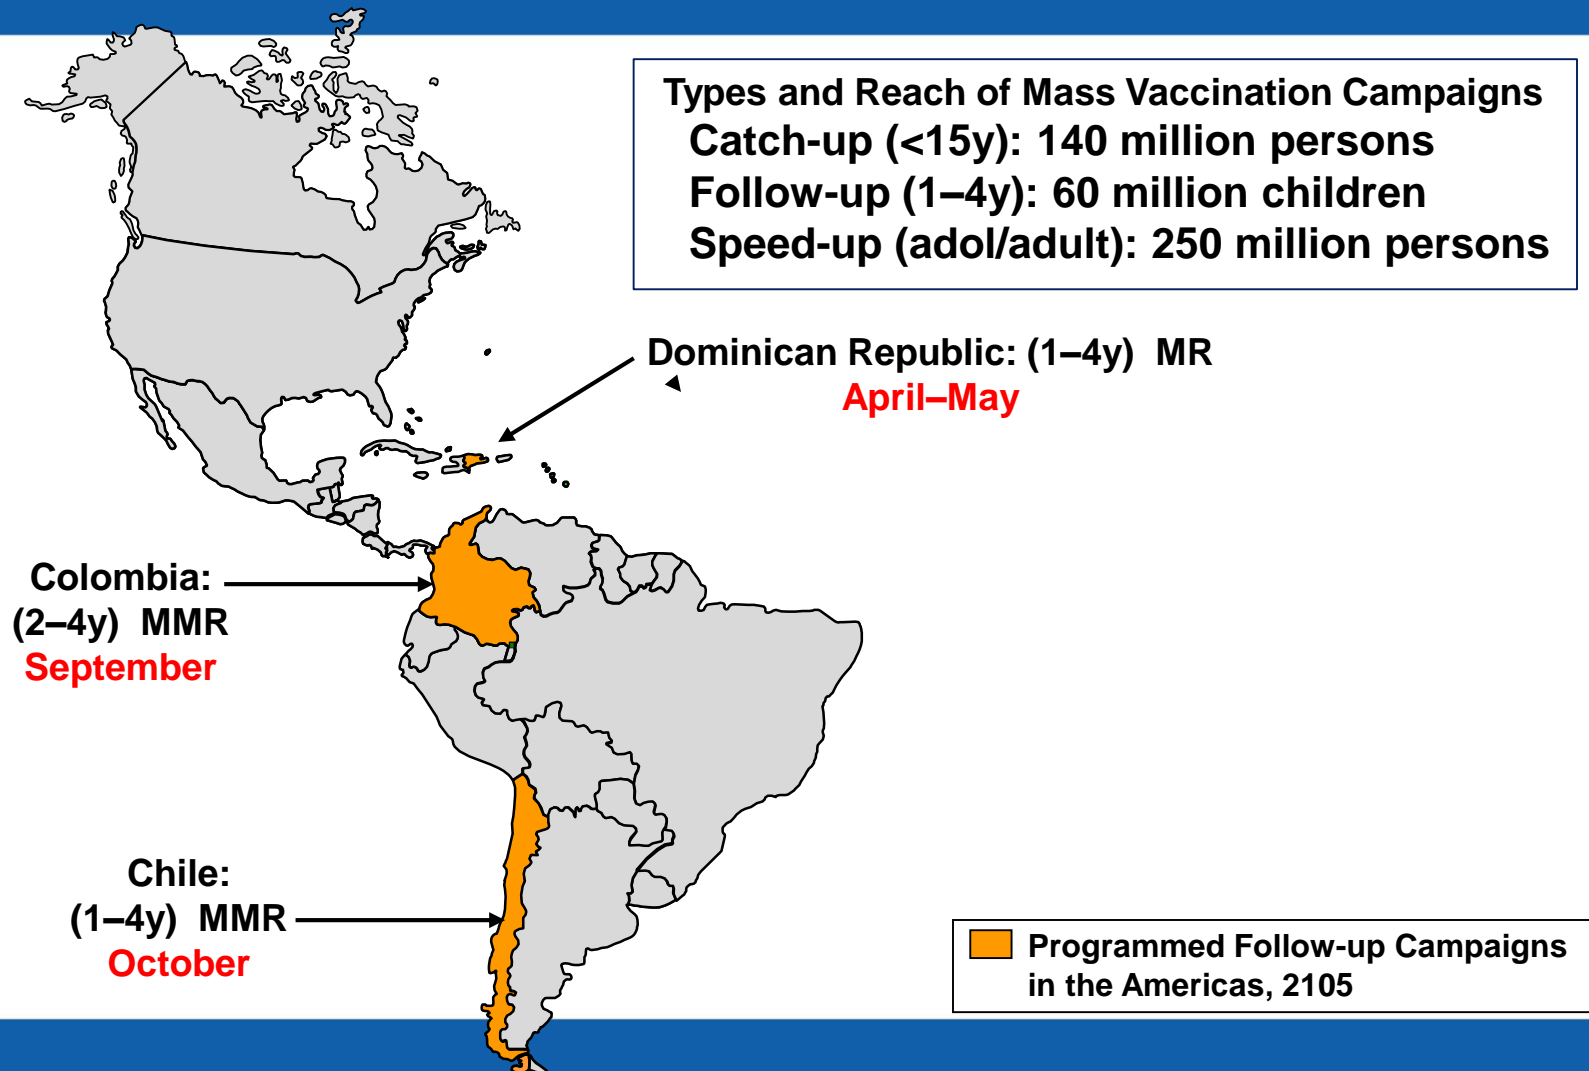 Types and Reach of Mass Vaccination Campaigns
Catch-up (<15y): 140 million persons
Follow-up (1–4y): 60 million children
Speed-up (adol/adult): 250 million persons
Dominican Republic: (1–4y)  MR
April–May
Colombia:
(2–4y)  MMR
September
Chile:
(1–4y)  MMR
October
Programmed Follow-up Campaigns
in the Americas, 2105